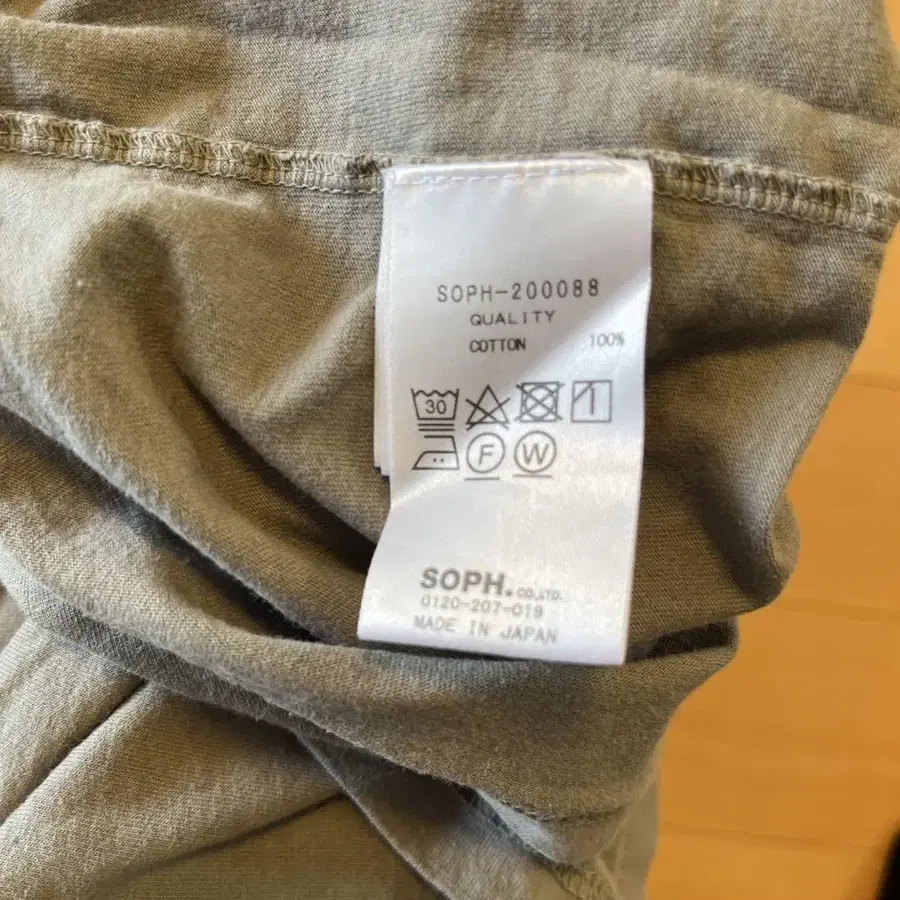 SOPH-200088
QUALITY
COTTON 100%
30
F W
SOPH. CO.,LTD.
0120-207-019
MADE IN JAPAN